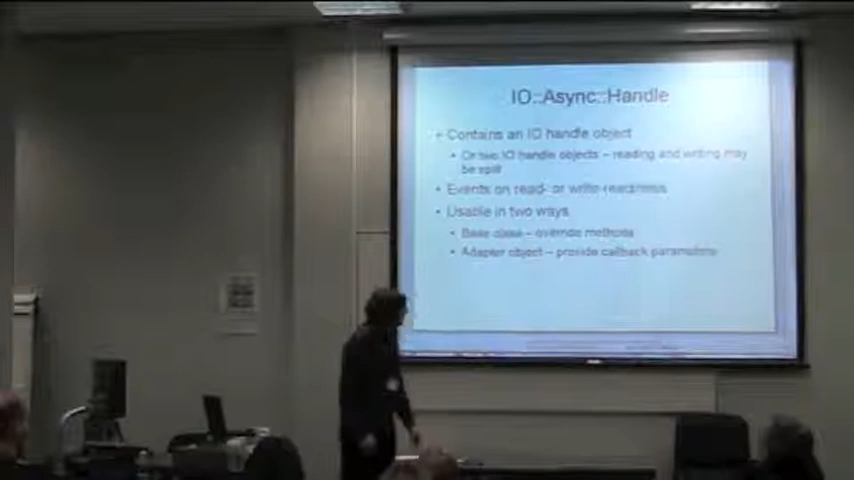 IO::Async::Handle
• Contains an IO handle object
• Or two IO handle objects – reading and writing may
be split
• Events on read- or write-readiness
• Usable in two ways
• Base class – override methods
• Adapter object – provide callback parameters